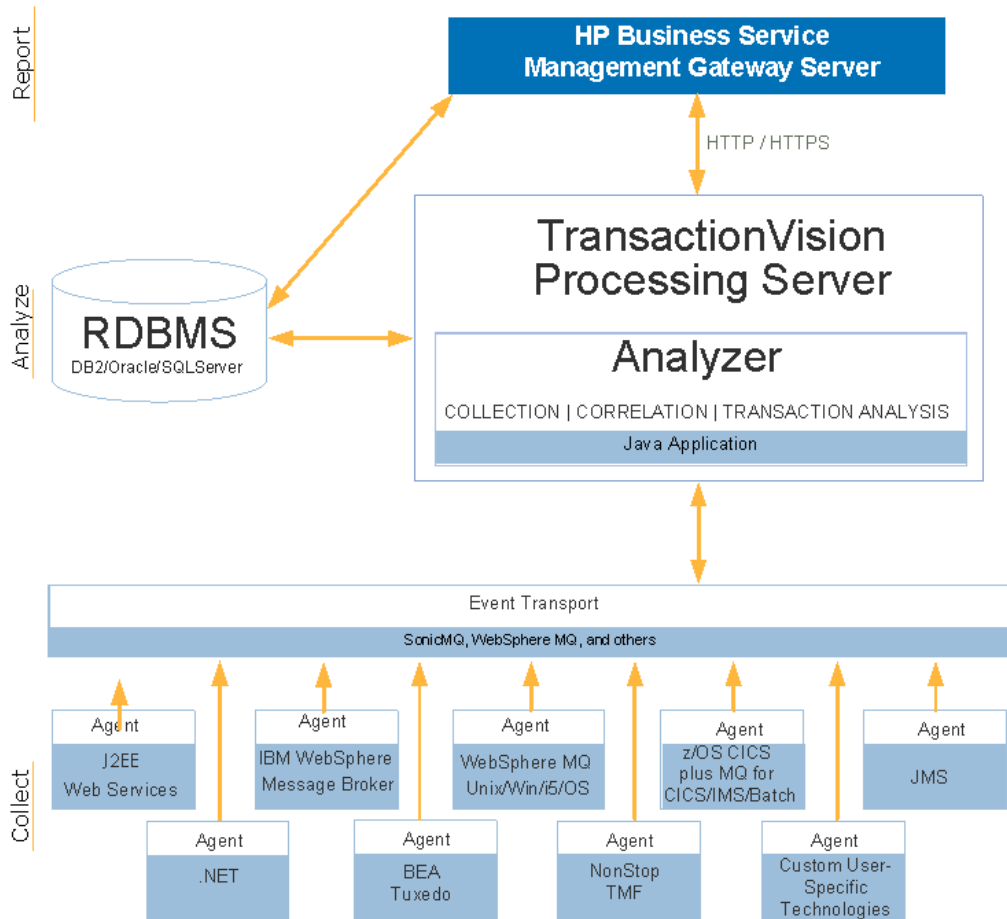 Report
HP Business Service
Management Gateway Server
HTTP / HTTPS
TransactionVision
Processing Server
Analyze
RDBMS
DB2/Oracle/SQLServer
Analyzer
COLLECTION | CORRELATION | TRANSACTION ANALYSIS
Java Application
Event Transport
SonicMQ, WebSphere MQ, and others
Collect
Agent
J2EE
Web Services
Agent
IBM WebSphere
Message Broker
Agent
WebSphere MQ
Unix/Win/i5/OS
Agent
z/OS CICS
plus MQ for
CICS/IMS/Batch
Agent
JMS
Agent
.NET
Agent
BEA
Tuxedo
Agent
NonStop
TMF
Agent
Custom User-
Specific
Technologies